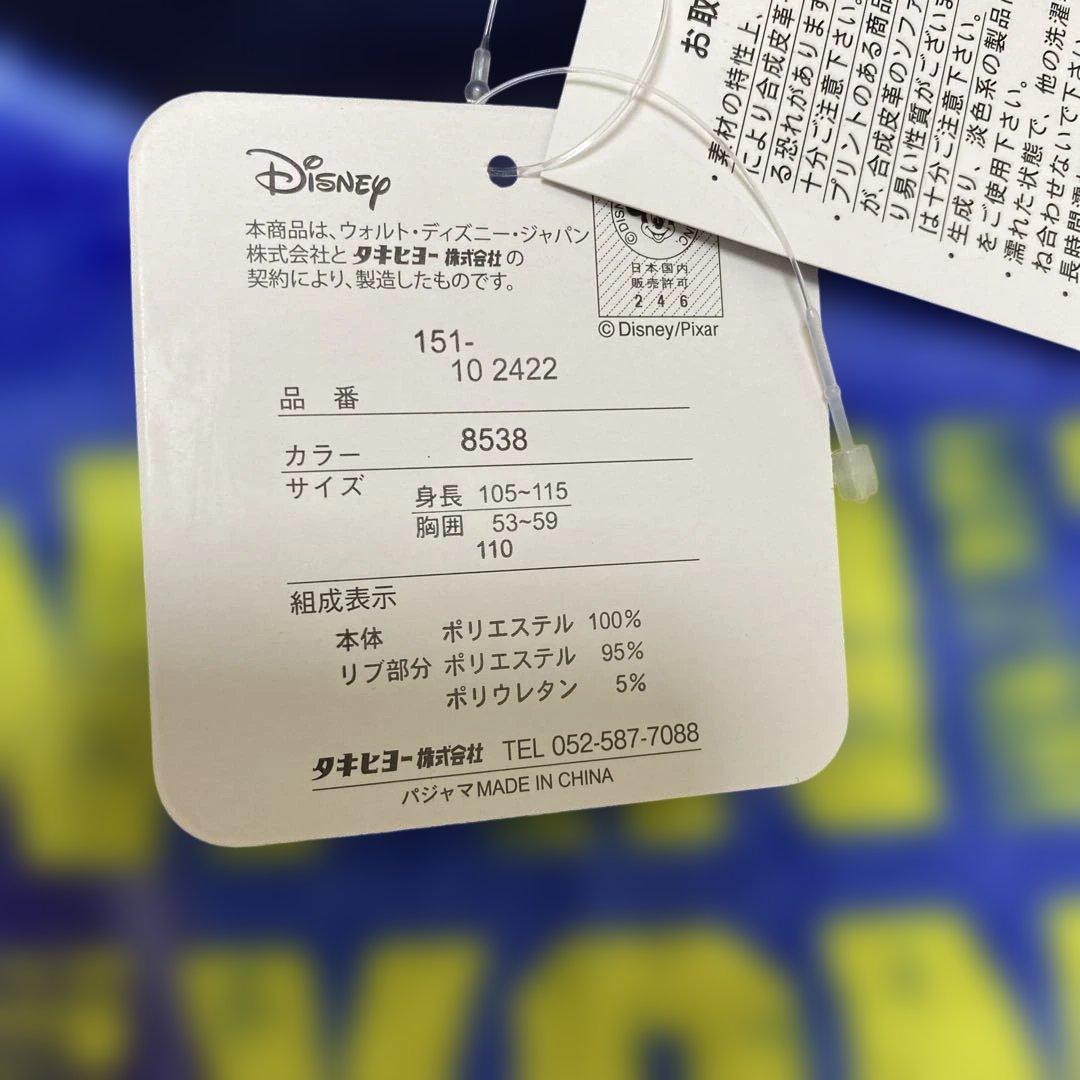 Disney
本商品は、ウォルト・ディズニー・ジャパン
株式会社と タキヒヨー 株式会社 の
契約により、製造したものです。
日本国内
販売許可
2 4 6
© Disney/Pixar
151-
10 2422
品 番
カラー 8538
サイズ
身長 105~115
胸囲 53~59
110
組成表示
本体 ポリエステル 100%
リブ部分 ポリエステル 95%
ポリウレタン 5%
タキヒヨー株式会社 TEL 052-587-7088
パジャマ MADE IN CHINA
お取
・素材の特性上、
により合成皮革
る恐れがあります
十分ご注意下さい。
・プリントのある商品
が、合成皮革のソファ
り易い性質がござい
は十分ご注意下さい。
・生成り、淡色系の製品
をご使用下さい。
・濡れた状態で、他の洗濯
ね合わせないで下さい
・長時間